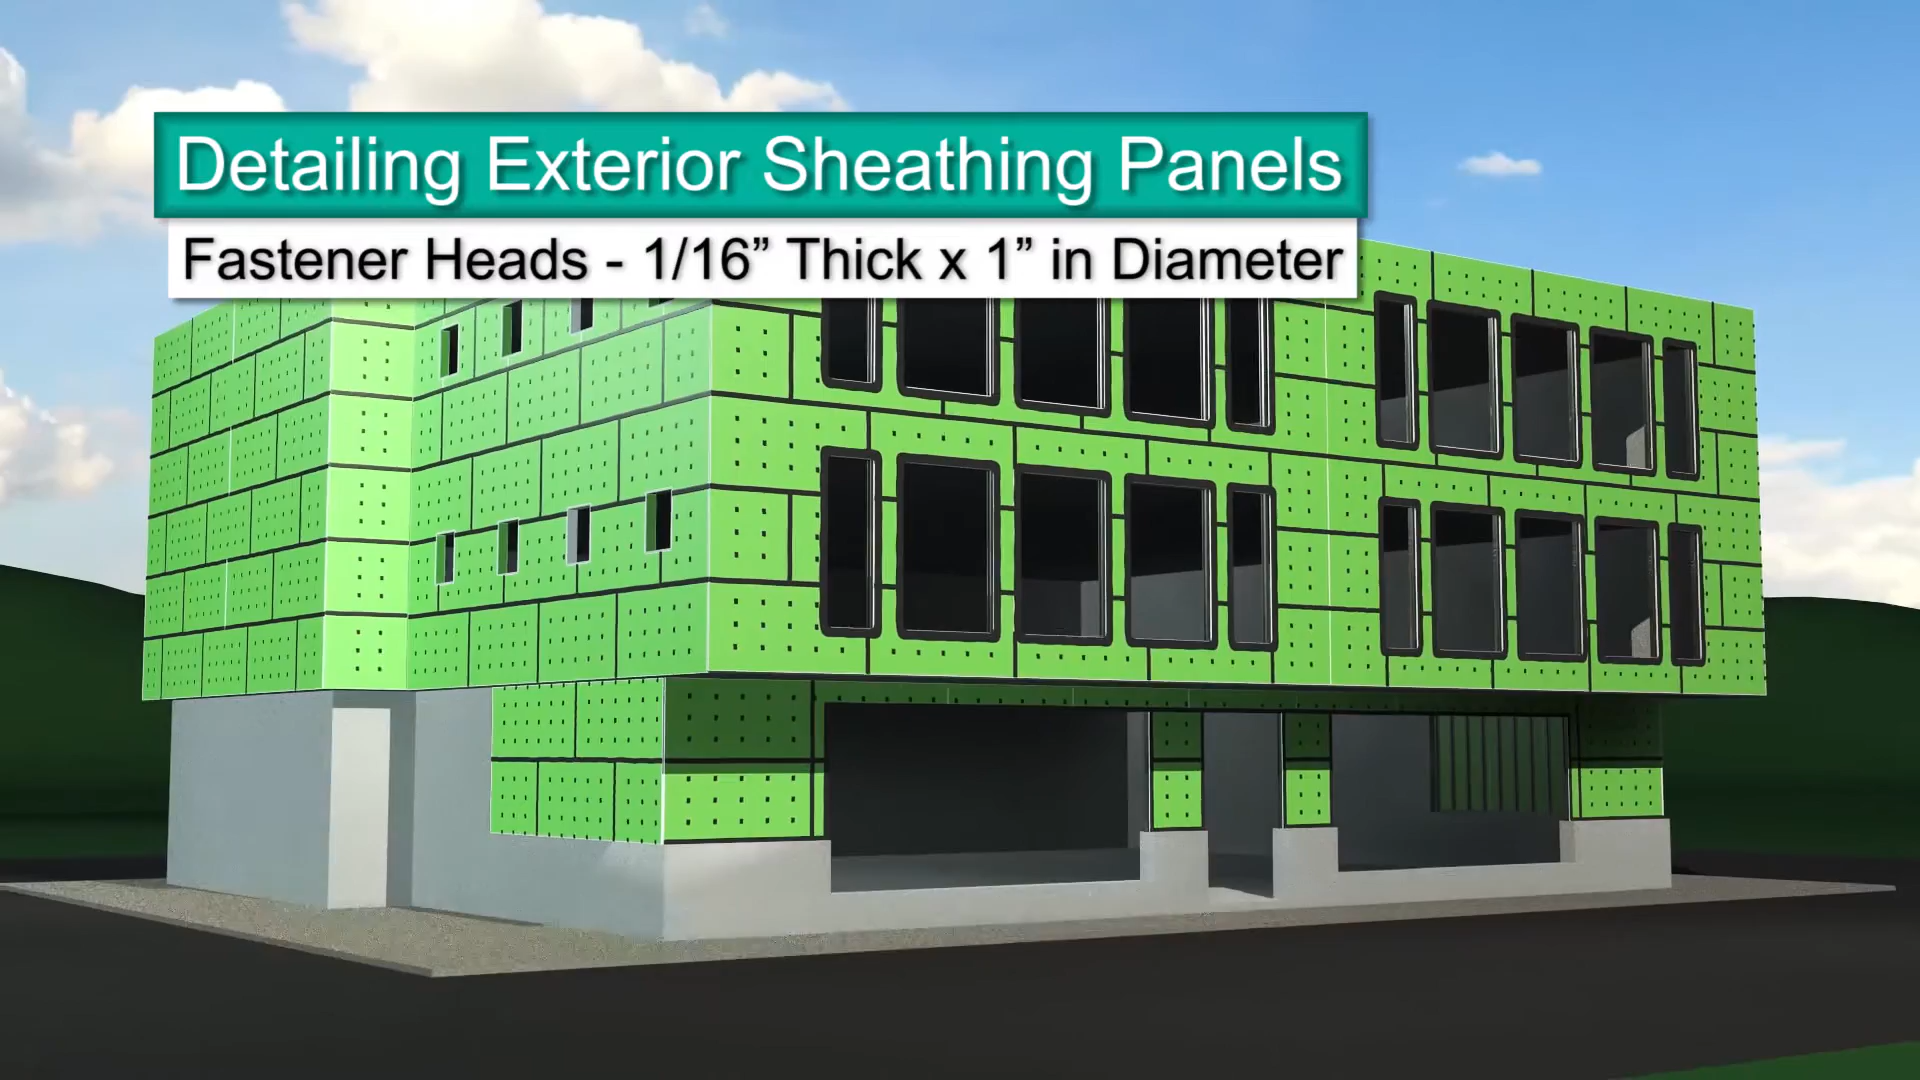 Detailing Exterior Sheathing Panels
Fastener Heads - 1/16” Thick x 1” in Diameter